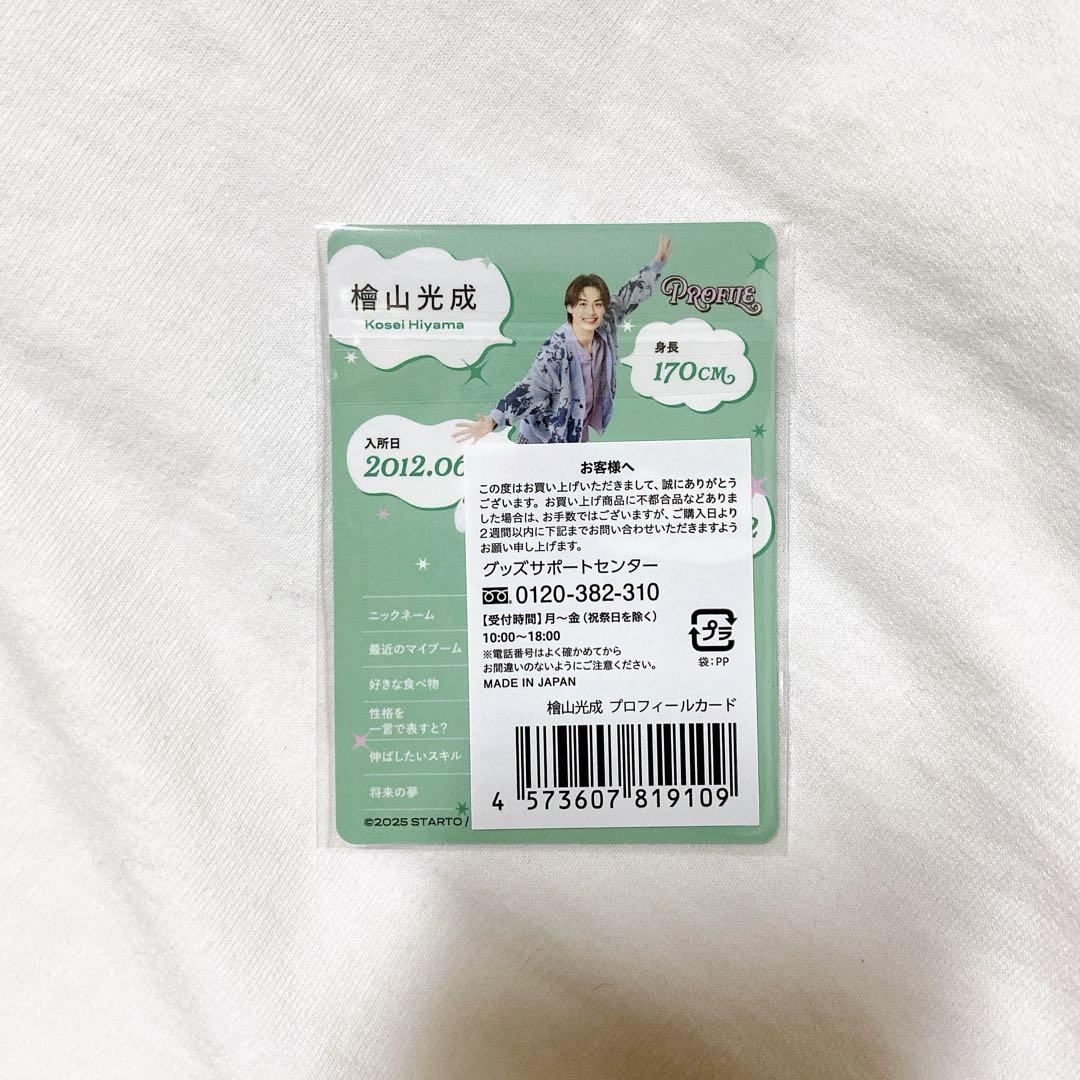 檜山光成
Kosei Hiyama
PROFILE
身長
170CM
入所日
2012.06
2
ニックネーム
最近のマイブーム
好きな食べ物
性格を
一言で表すと?
伸ばしたいスキル
将来の夢
©2025 STARTO /
お客様へ
この度はお買い上げいただきまして、誠にありがとう
ございます。お買い上げ商品に不都合品などありま
した場合は、お手数ではございますが、ご購入日より
2週間以内に下記までお問い合わせいただきますよう
お願い申し上げます。
グッズサポートセンター
0120-382-310
【受付時間】月〜金(祝祭日を除く)
10:00〜18:00
※電話番号はよく確かめてから
お間違いのないようにご注意ください。
MADE IN JAPAN
プラ
袋:PP
檜山光成 プロフィールカード
4 573607 819109